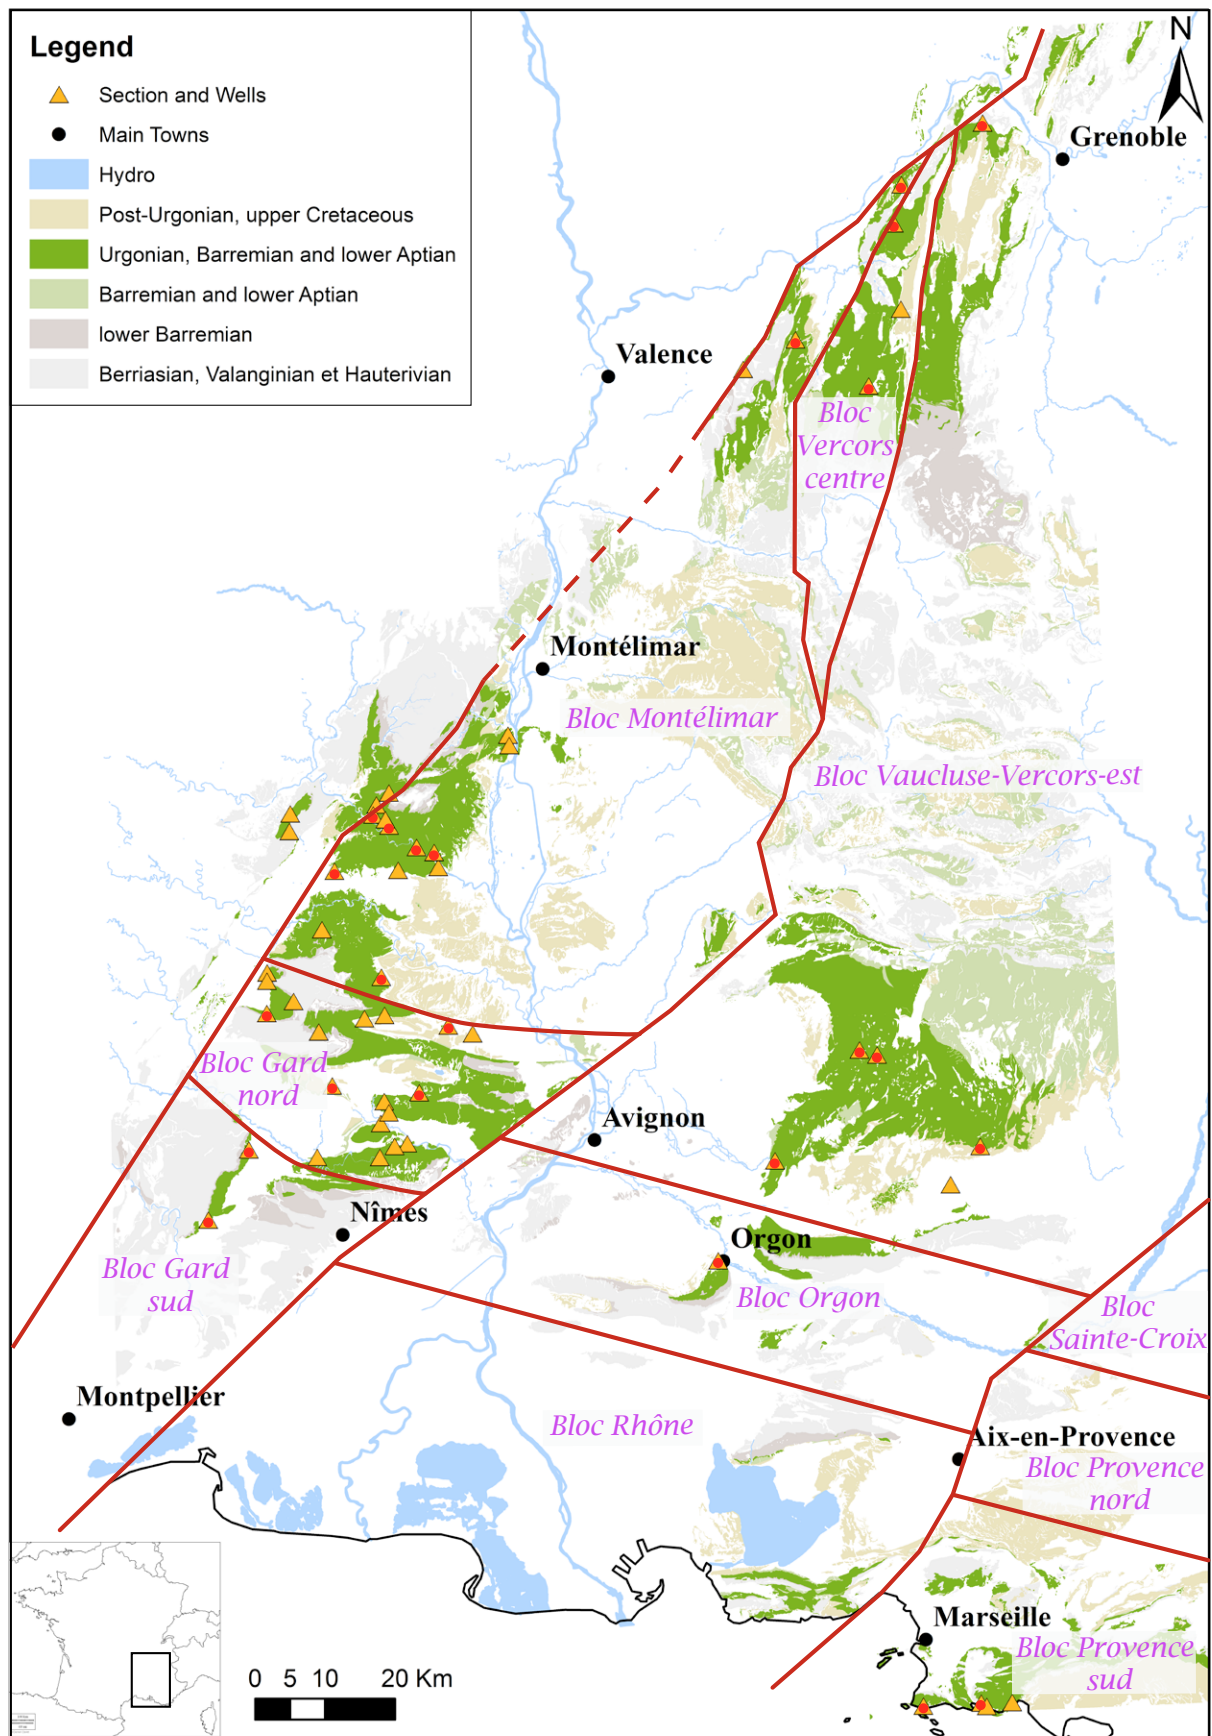 Legend
Section and Wells
Main Towns
Hydro
Post-Urgonian, upper Cretaceous
Urgonian, Barremian and lower Aptian
Barremian and lower Aptian
lower Barremian
Berriasian, Valanginian et Hauterivian
N
Grenoble
Valence
Bloc
Vercors
centre
Montélimar
Bloc Montélimar
Bloc Vaucluse-Vercors-est
Bloc Gard
nord
Avignon
Nîmes
Orgon
Bloc Gard
sud
Bloc Orgon
Bloc
Sainte-Croix
Montpellier
Bloc Rhône
Aix-en-Provence
Bloc Provence
nord
Marseille
Bloc Provence
sud
0 5 10 20 Km